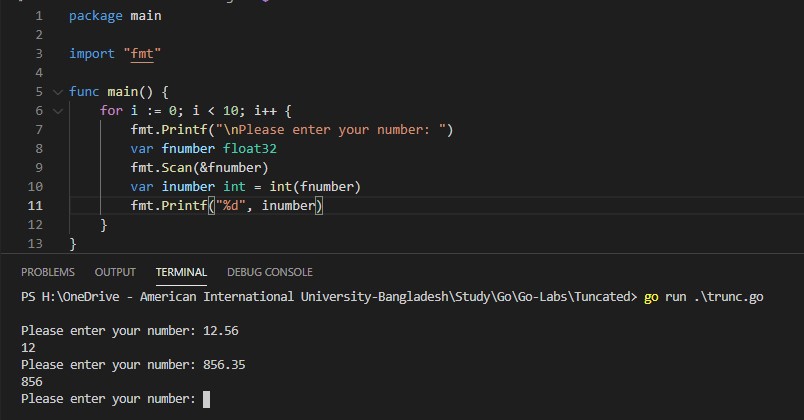 1 package main
2
3 import "fmt"
4
5 func main() {
6 for i := 0; i < 10; i++ {
7 fmt.Printf("\nPlease enter your number: ")
8 var fnumber float32
9 fmt.Scan(&fnumber)
10 var inumber int = int(fnumber)
11 fmt.Printf("%d", inumber)
12 }
13 }
PROBLEMS OUTPUT TERMINAL DEBUG CONSOLE
PS H:\OneDrive - American International University-Bangladesh\Study\Go\Go-Labs\Tuncated> go run .\trunc.go
Please enter your number: 12.56
12
Please enter your number: 856.35
856
Please enter your number: